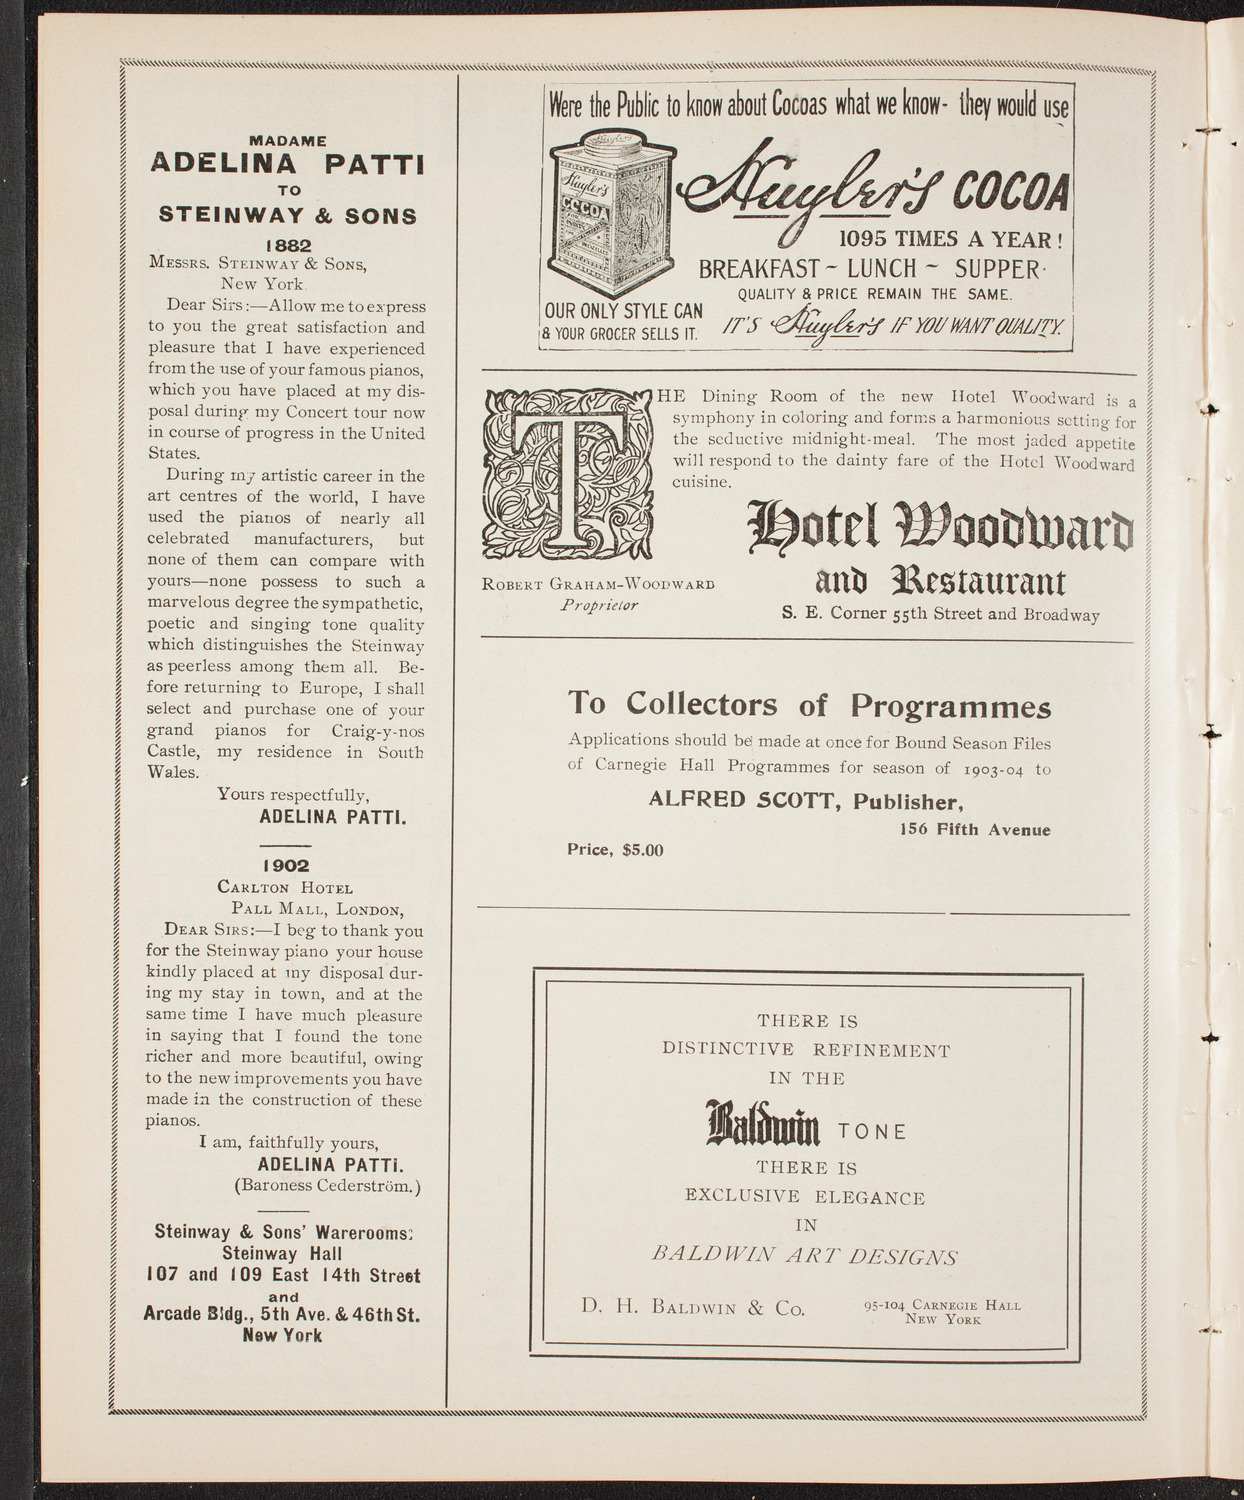 MADAME
ADELINA PATTI
TO
STEINWAY & SONS
1882
MESSRS. STEINWAY & SONS,
New York.
Dear Sirs:—Allow me to express
to you the great satisfaction and
pleasure that I have experienced
from the use of your famous pianos,
which you have placed at my dis-
posal during my Concert tour now
in course of progress in the United
States.
During my artistic career in the
art centres of the world, I have
used the pianos of nearly all
celebrated manufacturers, but
none of them can compare with
yours—none possess to such a
marvelous degree the sympathetic,
poetic and singing tone quality
which distinguishes the Steinway
as peerless among them all. Be-
fore returning to Europe, I shall
select and purchase one of your
grand pianos for Craig-y-nos
Castle, my residence in South
Wales.
Yours respectfully,
ADELINA PATTI.
1902
CARLTON HOTEL
PALL MALL, LONDON,
DEAR SIRS:—I beg to thank you
for the Steinway piano your house
kindly placed at my disposal dur-
ing my stay in town, and at the
same time I have much pleasure
in saying that I found the tone
richer and more beautiful, owing
to the new improvements you have
made in the construction of these
pianos.
I am, faithfully yours,
ADELINA PATTI.
(Baroness Cederström.)
Steinway & Sons' Warerooms:
Steinway Hall
107 and 109 East 14th Street
and
Arcade Bldg., 5th Ave. & 46th St.
New York
Were the Public to know about Cocoas what we know- they would use
Huyler's
Huyler's
COCOA
Huyler's COCOA
1095 TIMES A YEAR!
BREAKFAST ~ LUNCH ~ SUPPER.
QUALITY & PRICE REMAIN THE SAME.
OUR ONLY STYLE CAN
& YOUR GROCER SELLS IT.
IT'S Huyler's IF YOU WANT QUALITY.
THE Dining Room of the new Hotel Woodward is a
symphony in coloring and forms a harmonious setting for
the seductive midnight-meal. The most jaded appetite
will respond to the dainty fare of the Hotel Woodward
cuisine.
Hotel Woodward
and Restaurant
ROBERT GRAHAM-WOODWARD
Proprietor
S. E. Corner 55th Street and Broadway
To Collectors of Programmes
Applications should be made at once for Bound Season Files
of Carnegie Hall Programmes for season of 1903-04 to
ALFRED SCOTT, Publisher,
156 Fifth Avenue
Price, $5.00
THERE IS
DISTINCTIVE REFINEMENT
IN THE
Baldwin TONE
THERE IS
EXCLUSIVE ELEGANCE
IN
BALDWIN ART DESIGNS
D. H. BALDWIN & CO.
95-104 CARNEGIE HALL
NEW YORK